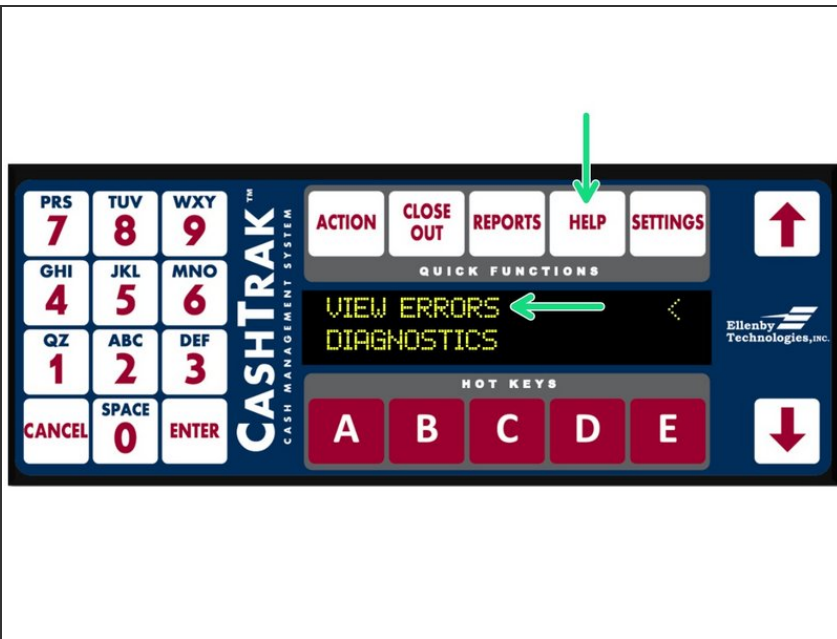 PRS
7
TUV
8
WXY
9
GHI
4
JKL
5
MNO
6
QZ
1
ABC
2
DEF
3
CANCEL
SPACE
0
ENTER
CASHTRAK™
CASH MANAGEMENT SYSTEM
ACTION
CLOSE
OUT
REPORTS
HELP
SETTINGS
QUICK FUNCTIONS
VIEW ERRORS <
DIAGNOSTICS
HOT KEYS
A B C D E
Ellenby
Technologies, INC.